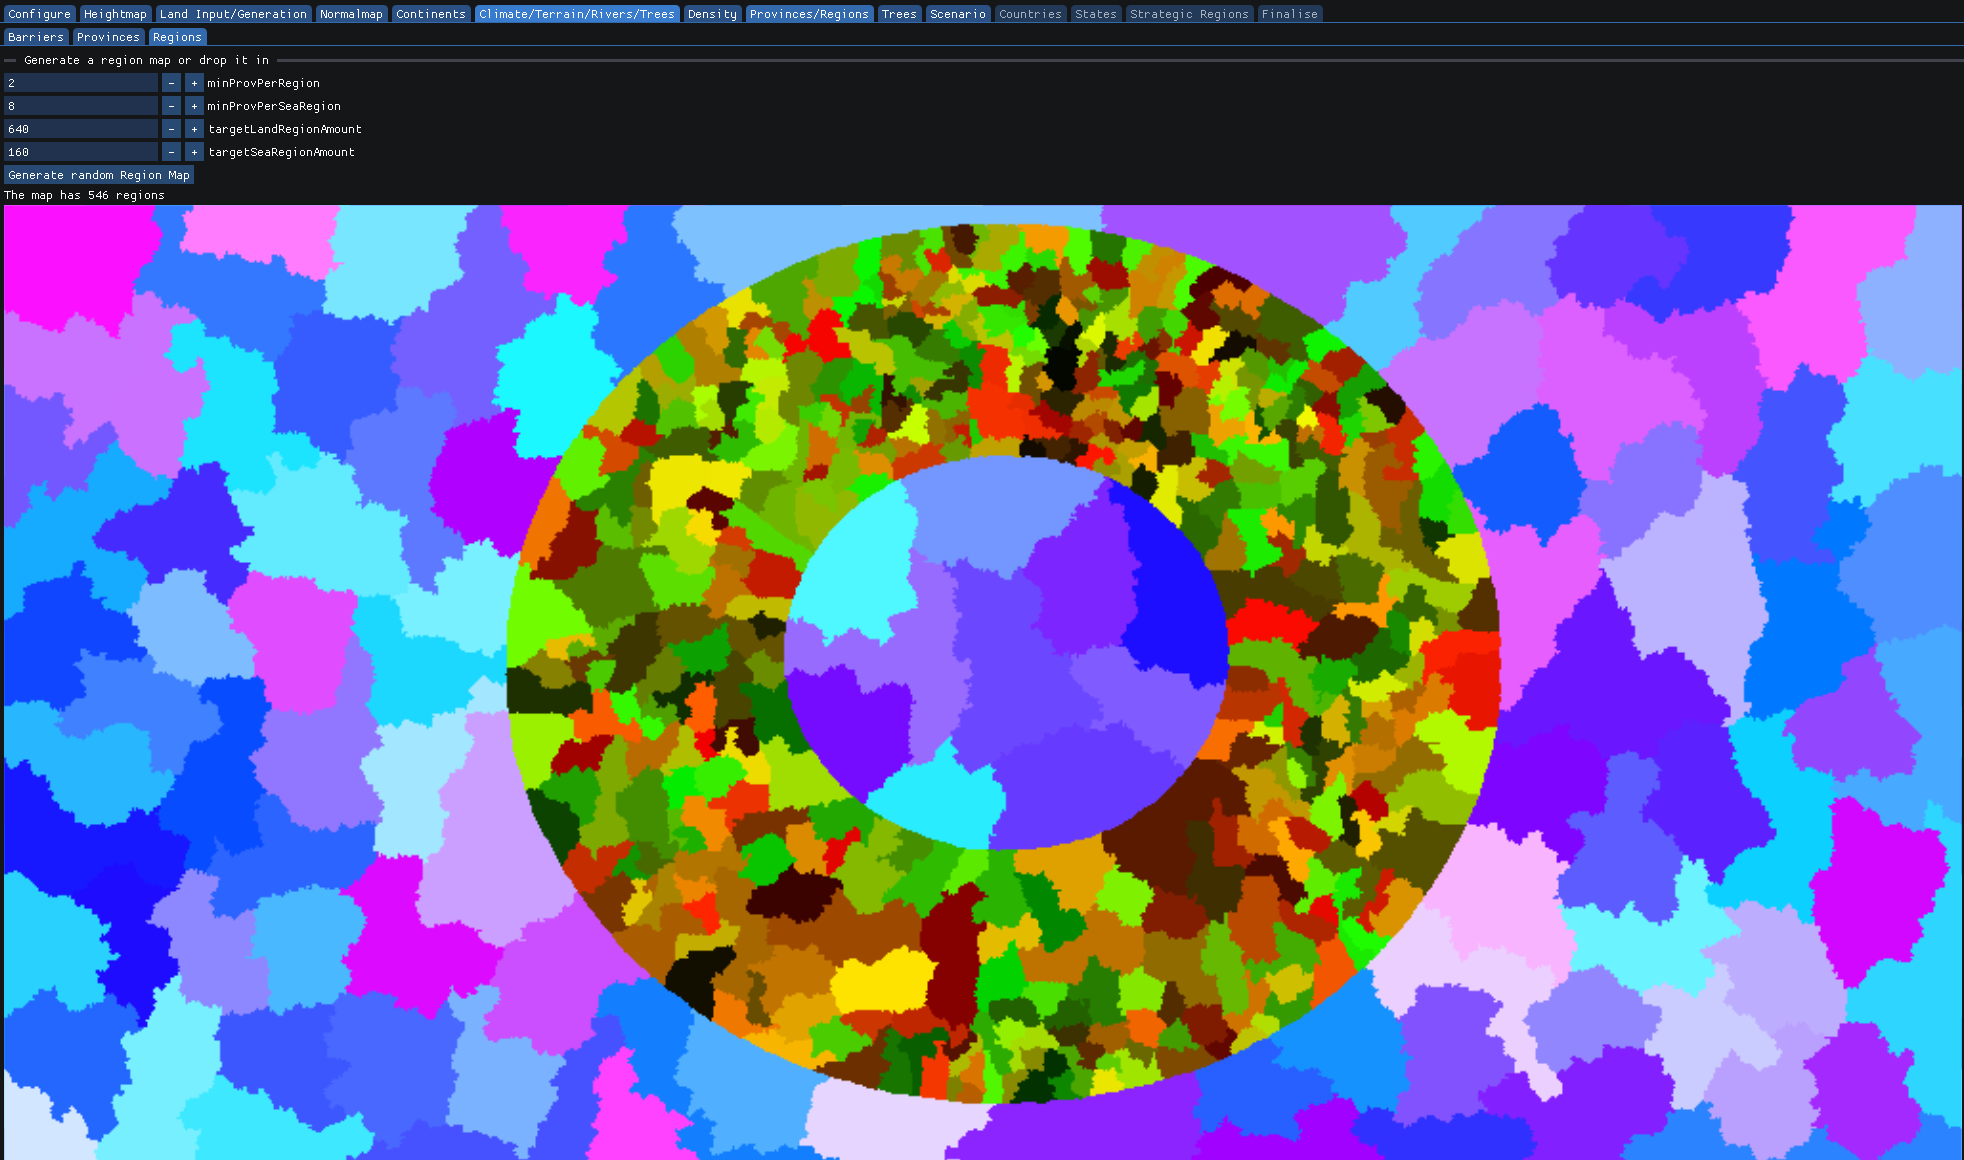 Configure Heightmap Land Input/Generation Normalmap Continents Climate/Terrain/Rivers/Trees Density Provinces/Regions Trees Scenario Countries States Strategic Regions Finalise
Barriers Provinces Regions
Generate a region map or drop it in
2 - + minProvPerRegion
8 - + minProvPerSeaRegion
640 - + targetLandRegionAmount
160 - + targetSeaRegionAmount
Generate random Region Map
The map has 546 regions